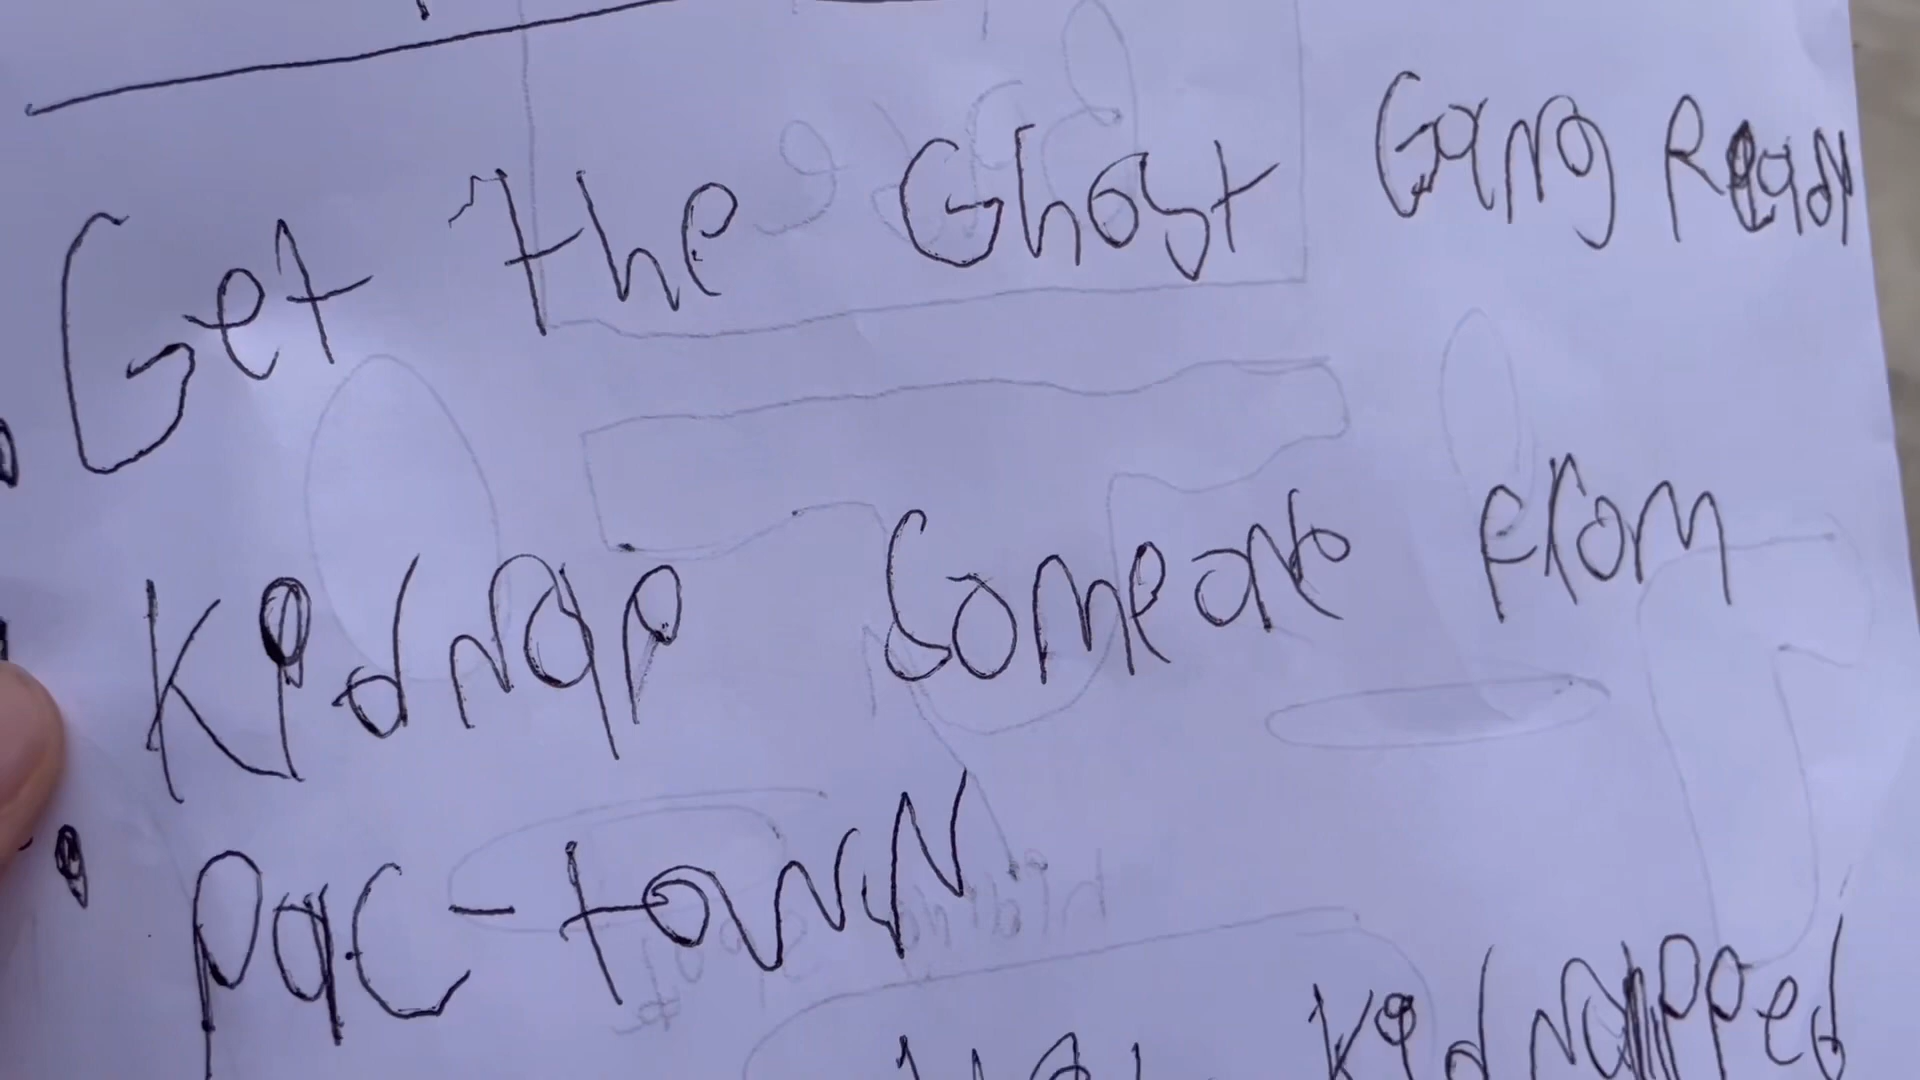 Get the Ghost Gang Ready
Kidnap Someone From
Pac-town
Kidnapped